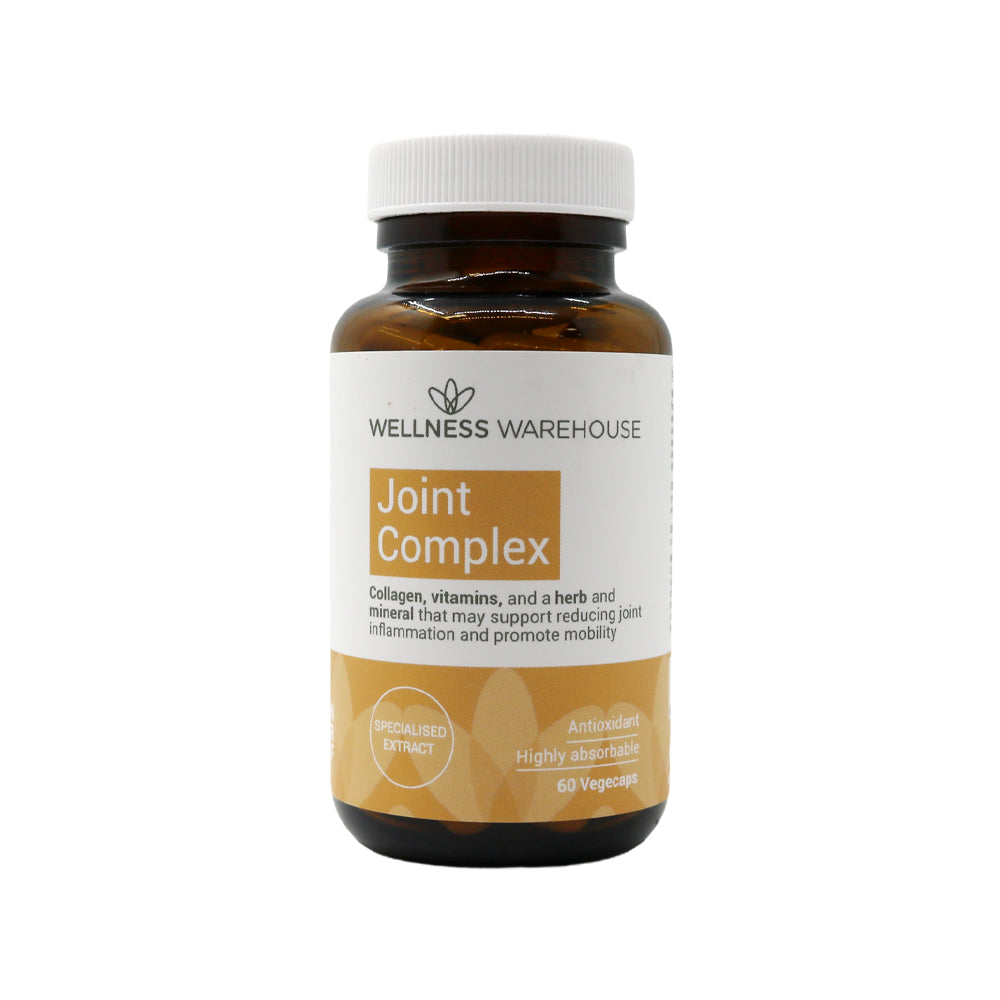 WELLNESS WAREHOUSE
Joint
Complex
Collagen, vitamins, and a herb and
mineral that may support reducing joint
inflammation and promote mobility
SPECIALISED
EXTRACT
Antioxidant
Highly absorbable
60 Vegecaps